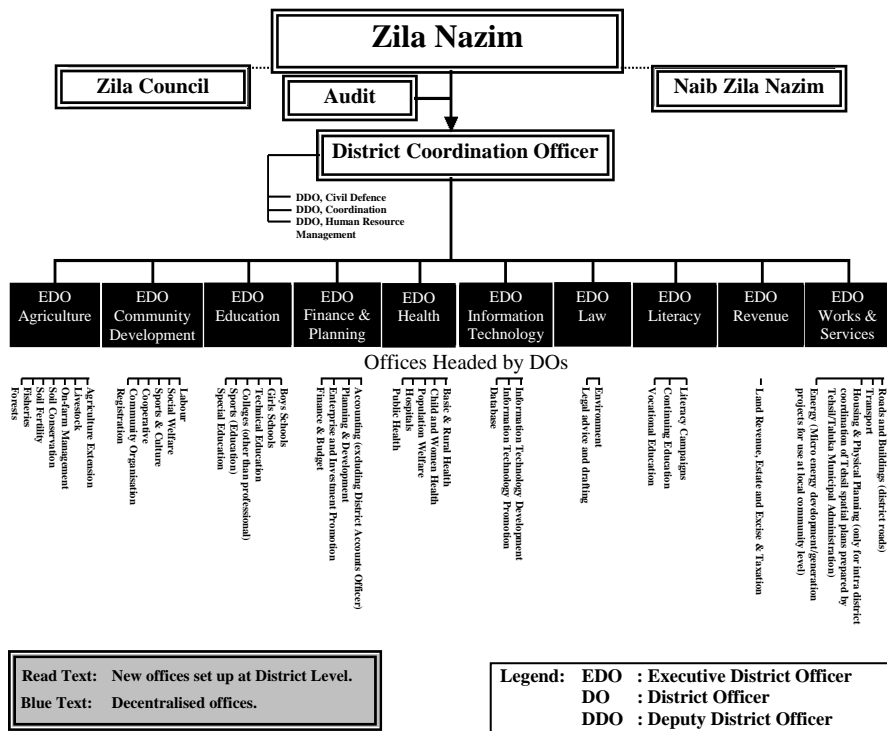 Zila Nazim
Zila Council
Audit
Naib Zila Nazim
District Coordination Officer
DDO, Civil Defence
DDO, Coordination
DDO, Human Resource
Management
EDO
Agriculture
EDO
Community
Development
EDO
Education
EDO
Finance &
Planning
EDO
Health
EDO
Information
Technology
EDO
Law
EDO
Literacy
EDO
Revenue
EDO
Works &
Services
Offices Headed by DOs
Agriculture Extension
Livestock
On-farm Management
Soil Conservation
Soil Fertility
Fisheries
Forests
Labour
Social Welfare
Sports & Culture
Cooperative
Community Organisation
Registration
Boys Schools
Girls Schools
Technical Education
Colleges (other than professional)
Sports (Education)
Special Education
Accounting (excluding District Accounts Officer)
Planning & Development
Enterprise and Investment Promotion
Finance & Budget
Basic & Rural Health
Child and Women Health
Population Welfare
Hospitals
Public Health
Information Technology Development
Information Technology Promotion
Database
Environment
Legal advice and drafting
Literacy Campaigns
Continuing Education
Vocational Education
Land Revenue, Estate and Excise & Taxation
Roads and Buildings (district roads)
Transport
Housing & Physical Planning (only for intra district
coordination of Tehsil spatial plans prepared by
Tehsil/Taluka Municipal Administration)
Energy (Micro energy development/generation
projects for use at local community level)
Read Text: New offices set up at District Level.
Blue Text: Decentralised offices.
Legend: EDO : Executive District Officer
DO : District Officer
DDO : Deputy District Officer